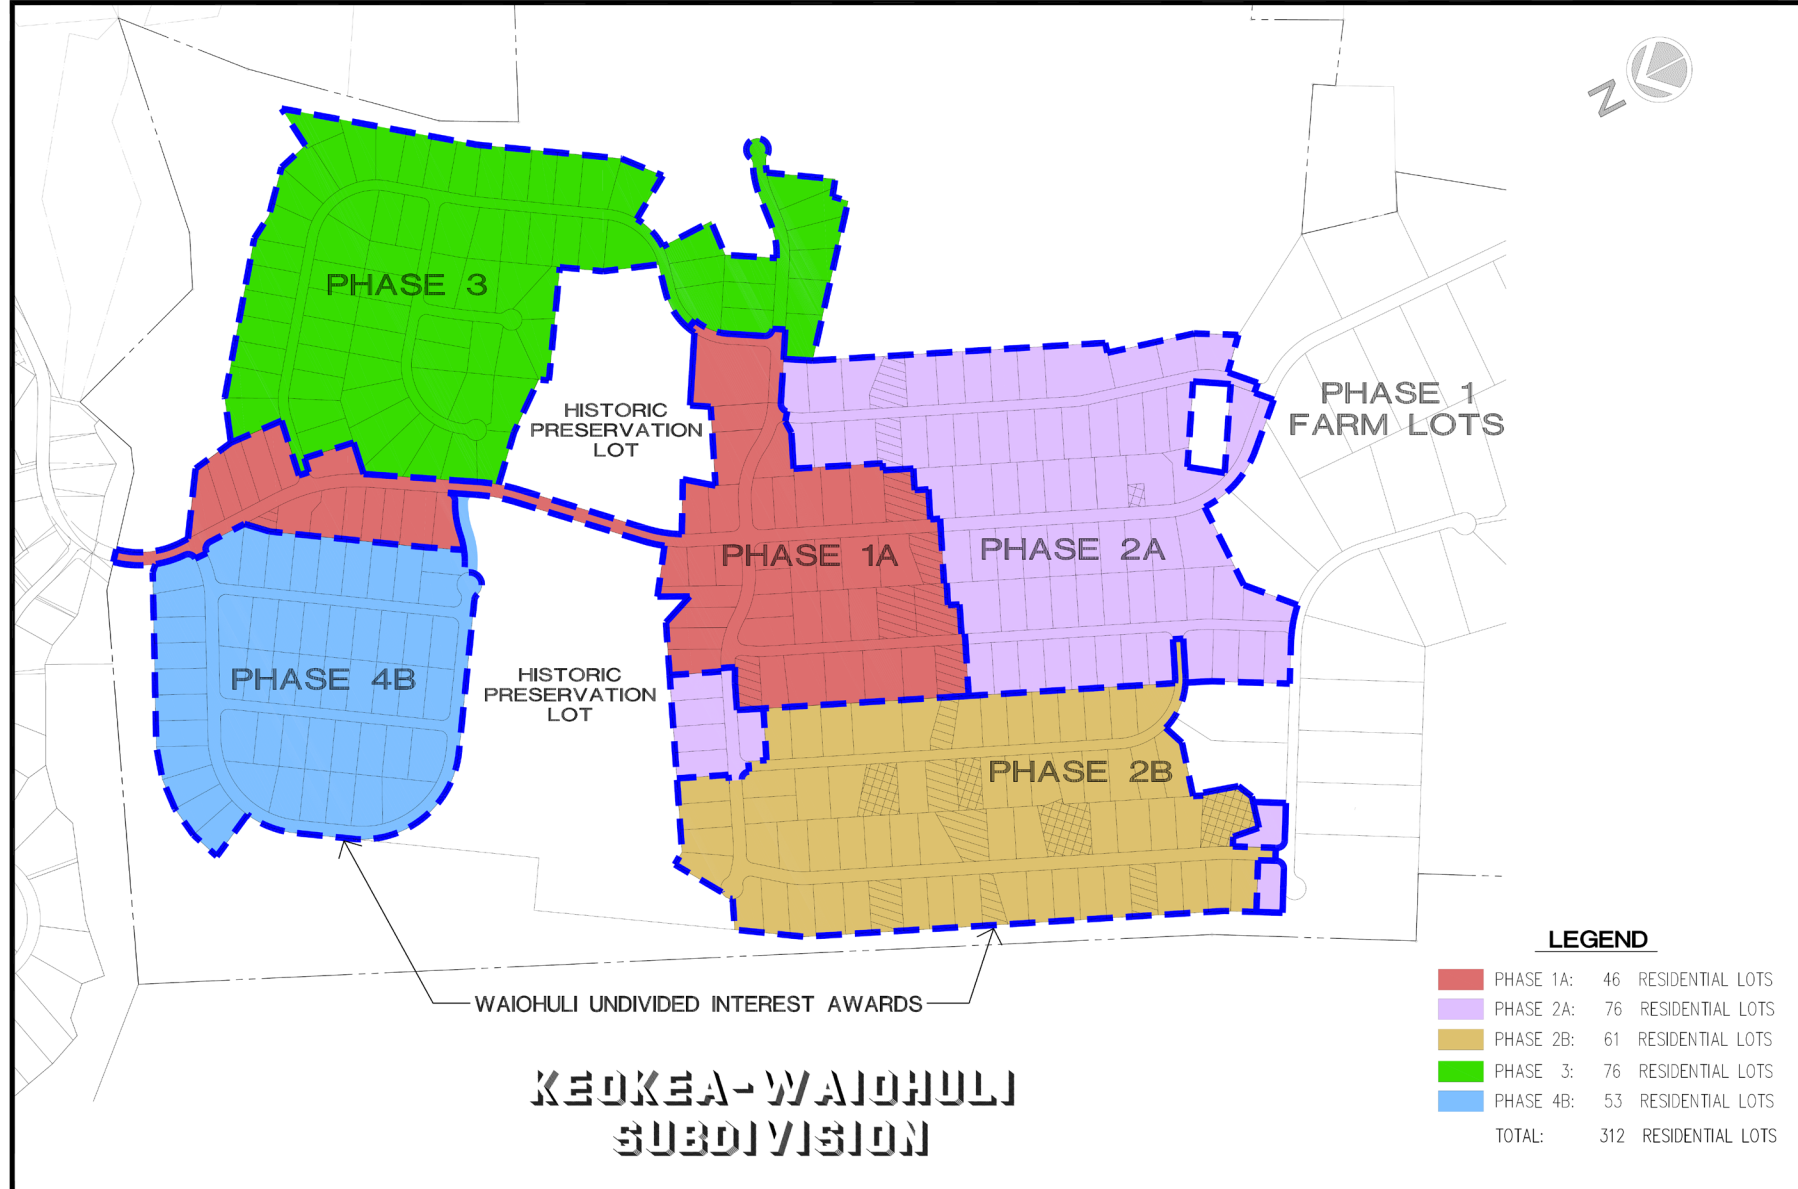 N
PHASE 3
PHASE 1
FARM LOTS
HISTORIC
PRESERVATION
LOT
PHASE 1A
PHASE 2A
PHASE 4B
HISTORIC
PRESERVATION
LOT
PHASE 2B
WAIOHULI UNDIVIDED INTEREST AWARDS
KEOKEA-WAIOHULI
SUBDIVISION
LEGEND
PHASE 1A: 46 RESIDENTIAL LOTS
PHASE 2A: 76 RESIDENTIAL LOTS
PHASE 2B: 61 RESIDENTIAL LOTS
PHASE 3: 76 RESIDENTIAL LOTS
PHASE 4B: 53 RESIDENTIAL LOTS
TOTAL: 312 RESIDENTIAL LOTS